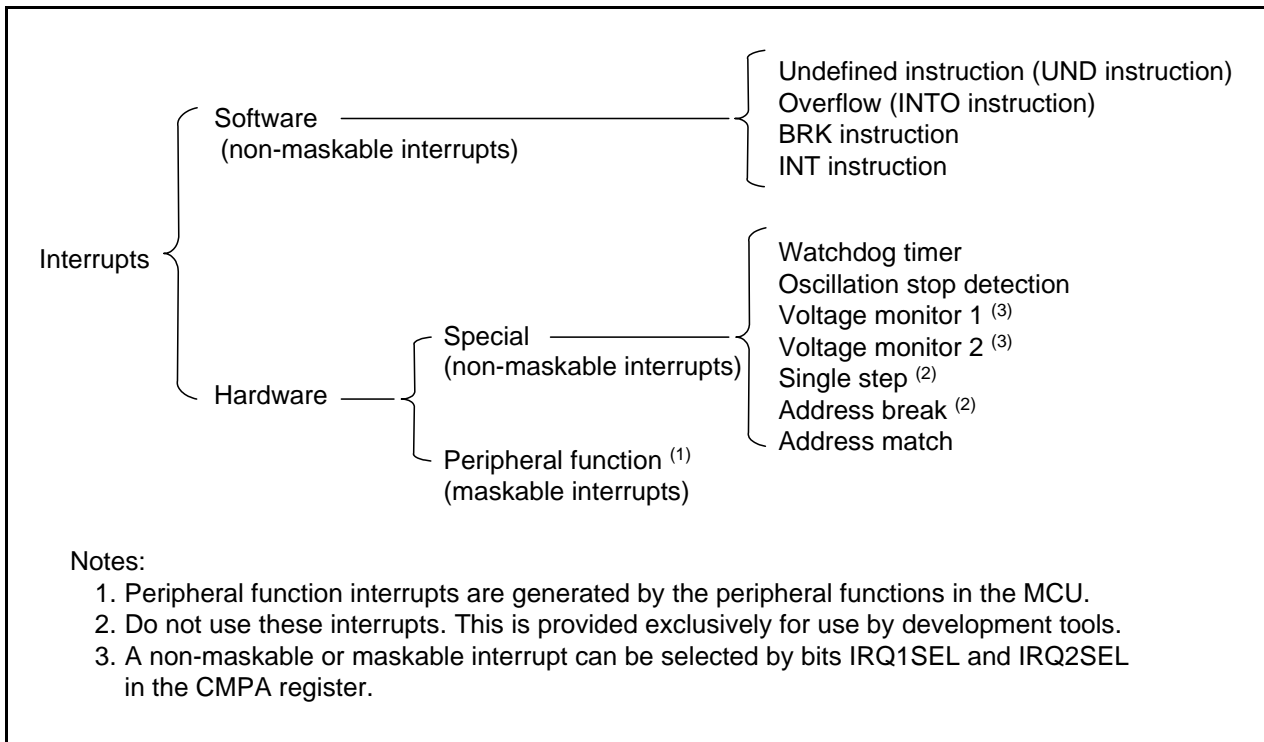 Interrupts
Software
(non-maskable interrupts)
Undefined instruction (UND instruction)
Overflow (INTO instruction)
BRK instruction
INT instruction
Hardware
Special
(non-maskable interrupts)
Watchdog timer
Oscillation stop detection
Voltage monitor 1 (3)
Voltage monitor 2 (3)
Single step (2)
Address break (2)
Address match
Peripheral function (1)
(maskable interrupts)
Notes:
1. Peripheral function interrupts are generated by the peripheral functions in the MCU.
2. Do not use these interrupts. This is provided exclusively for use by development tools.
3. A non-maskable or maskable interrupt can be selected by bits IRQ1SEL and IRQ2SEL
in the CMPA register.